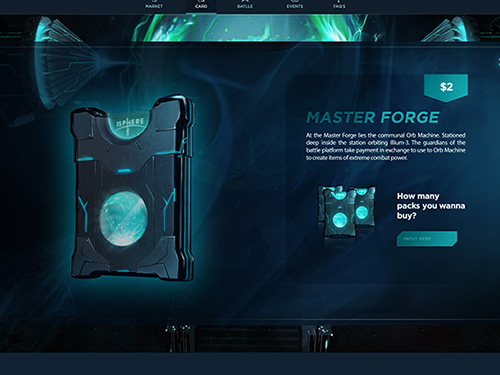 MARKET CARD BATLLE EVENTS FAQ'S
ISPHERE
$2
MASTER FORGE
At the Master Forge lies the communal Orb Machine. Stationed
deep inside the station orbiting Illium-3. The guardians of the
battle platform take payment in exchange to use to Orb Machine
to create items of extreme combat power.
How many
packs you wanna
buy?
INPUT HERE